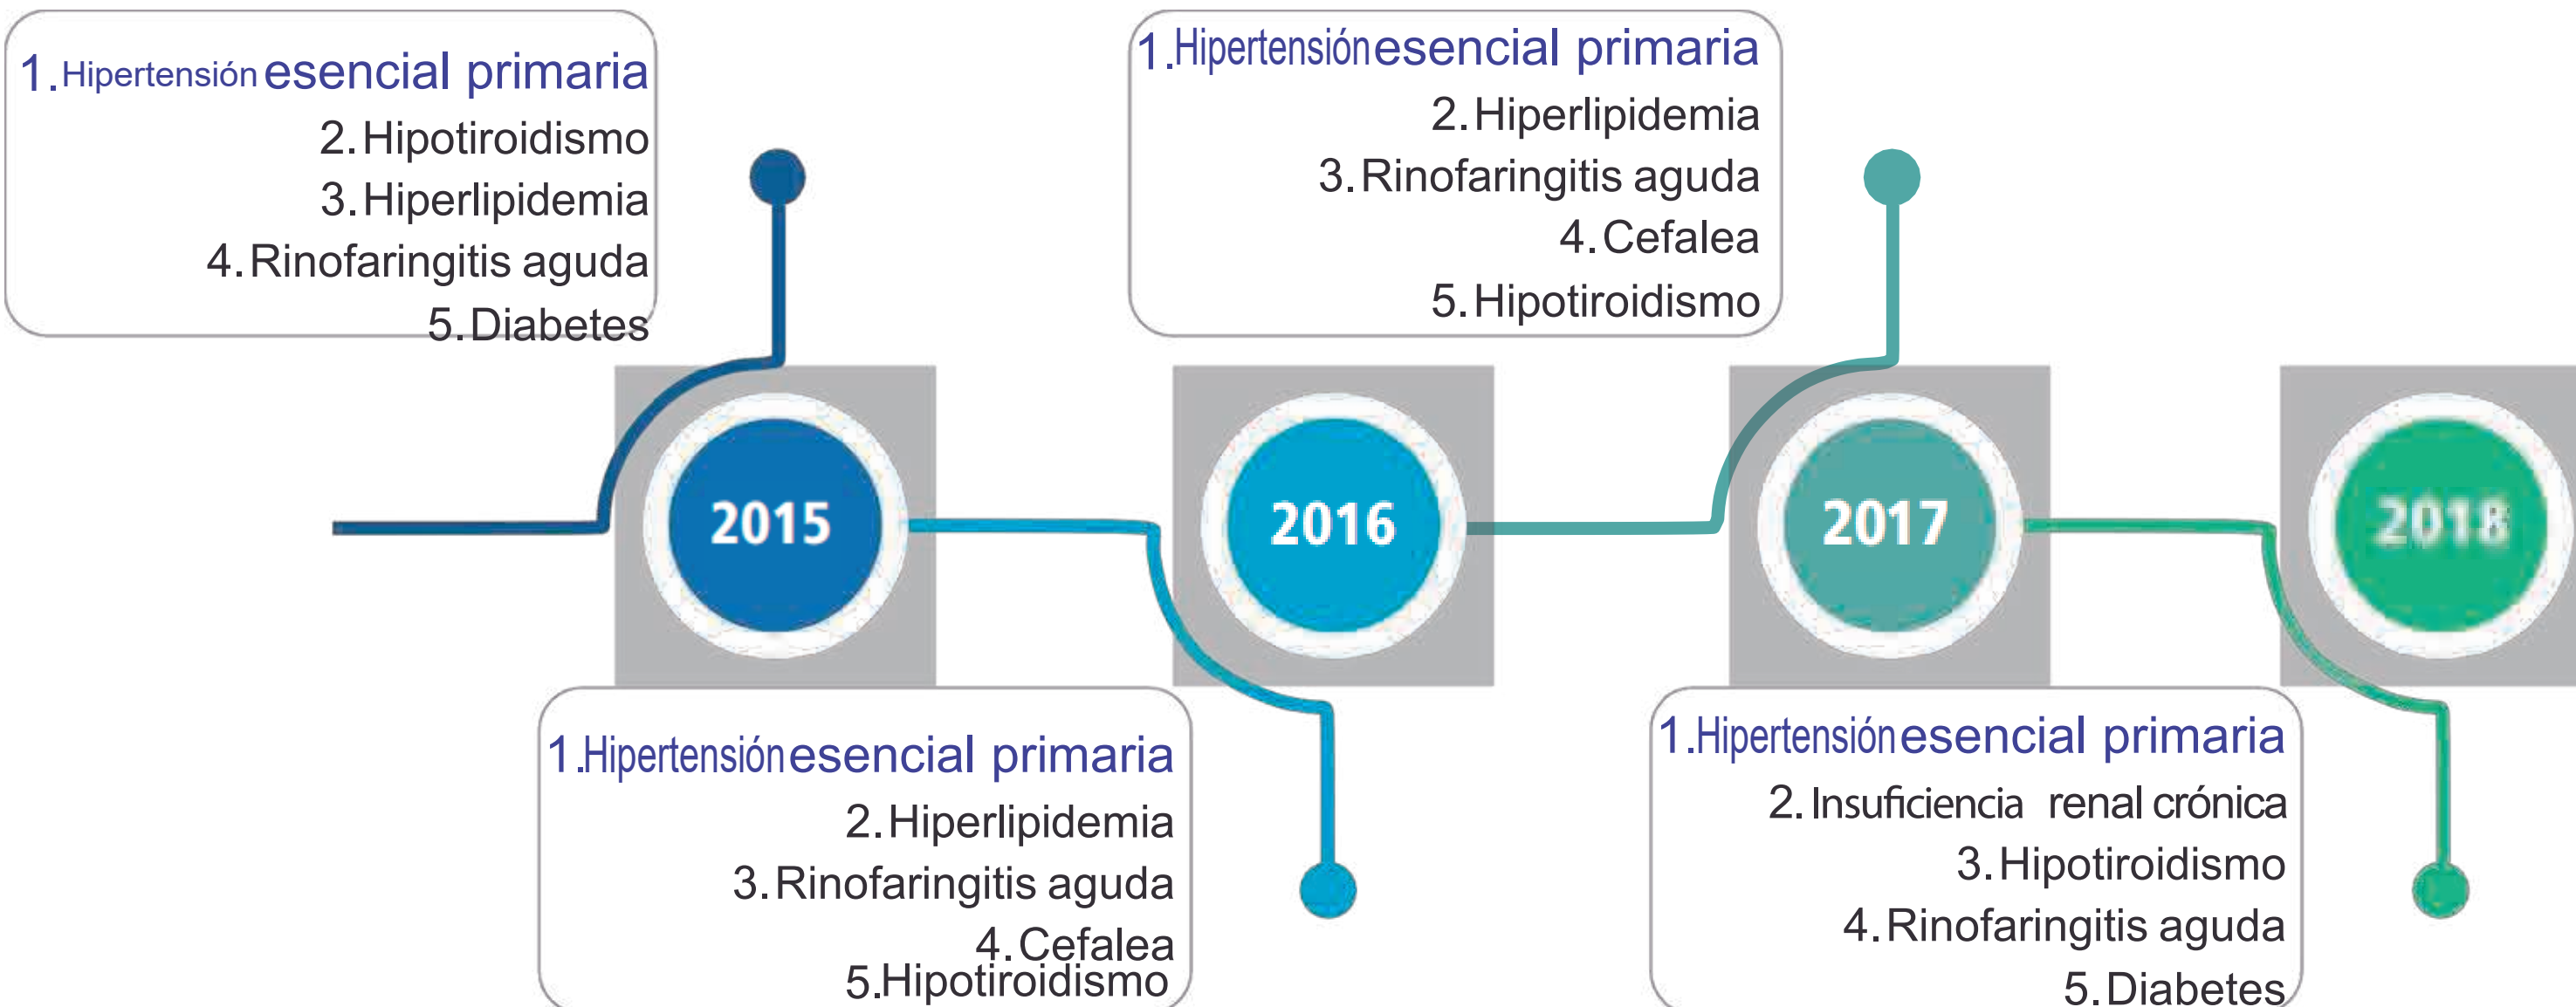 1.Hipertensión esencial primaria
2.Hipotiroidismo
3.Hiperlipidemia
4.Rinofaringitis aguda
5.Diabetes
1.Hipertensión esencial primaria
2.Hiperlipidemia
3.Rinofaringitis aguda
4.Cefalea
5.Hipotiroidismo
2015
2016
2017
2018
1.Hipertensión esencial primaria
2.Hiperlipidemia
3.Rinofaringitis aguda
4.Cefalea
5.Hipotiroidismo
1.Hipertensión esencial primaria
2.Insuficiencia renal crónica
3.Hipotiroidismo
4.Rinofaringitis aguda
5.Diabetes